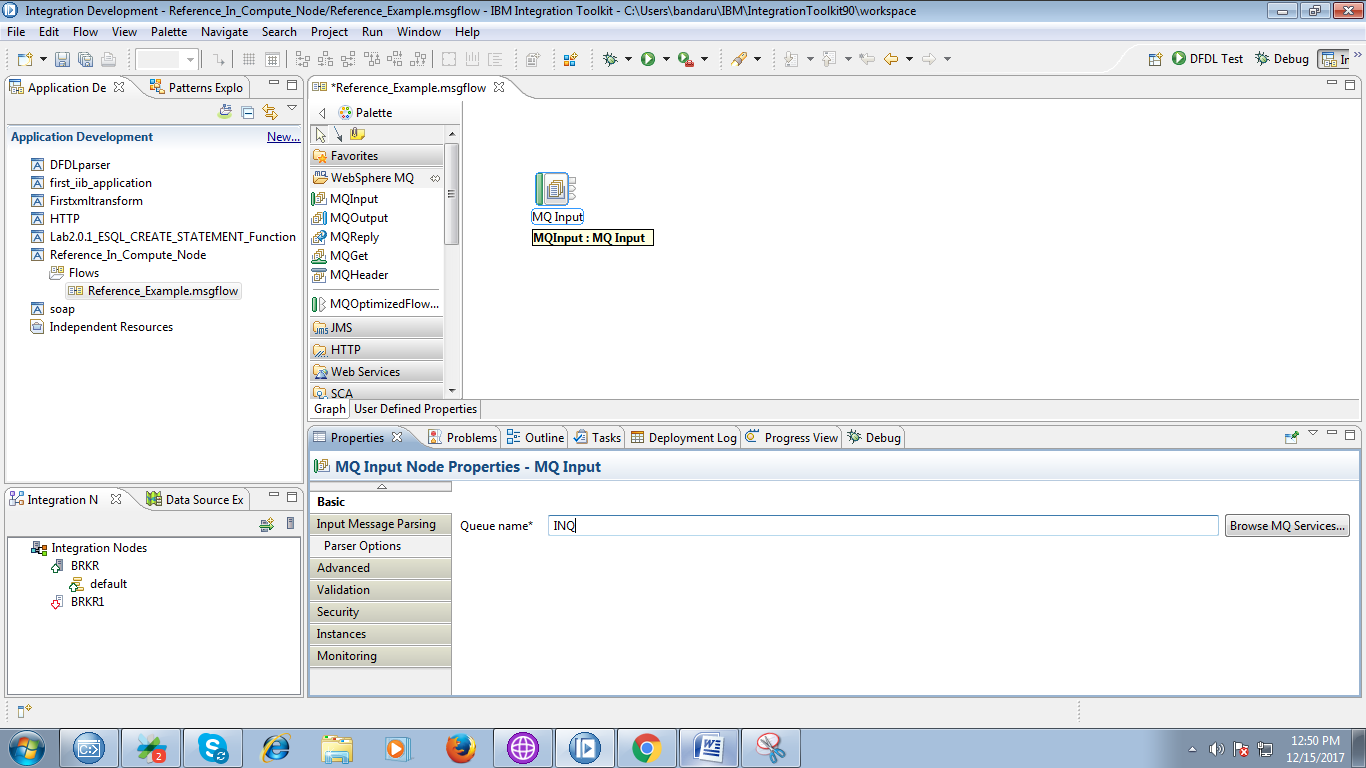 Integration Development - Reference_In_Compute_Node/Reference_Example.msgflow - IBM Integration Toolkit - C:\Users\bandaru\IBM\IntegrationToolkit90\workspace
File Edit Flow View Palette Navigate Search Project Run Window Help
DFDL Test Debug Ir
Application De Patterns Explo
Application Development New...
DFDLparser
first_iib_application
Firstxmltransform
HTTP
Lab2.0.1_ESQL_CREATE_STATEMENT_Function
Reference_In_Compute_Node
Flows
Reference_Example.msgflow
soap
Independent Resources
*Reference_Example.msgflow
Palette
Favorites
WebSphere MQ
MQInput
MQOutput
MQReply
MQGet
MQHeader
MQOptimizedFlow...
JMS
HTTP
Web Services
SCA
MQ Input
MQInput : MQ Input
Graph User Defined Properties
Integration N Data Source Ex
Integration Nodes
BRKR
default
BRKR1
Properties Problems Outline Tasks Deployment Log Progress View Debug
MQ Input Node Properties - MQ Input
Basic
Input Message Parsing
Parser Options
Advanced
Validation
Security
Instances
Monitoring
Queue name* INQ Browse MQ Services...
C:\
2
12:50 PM
12/15/2017